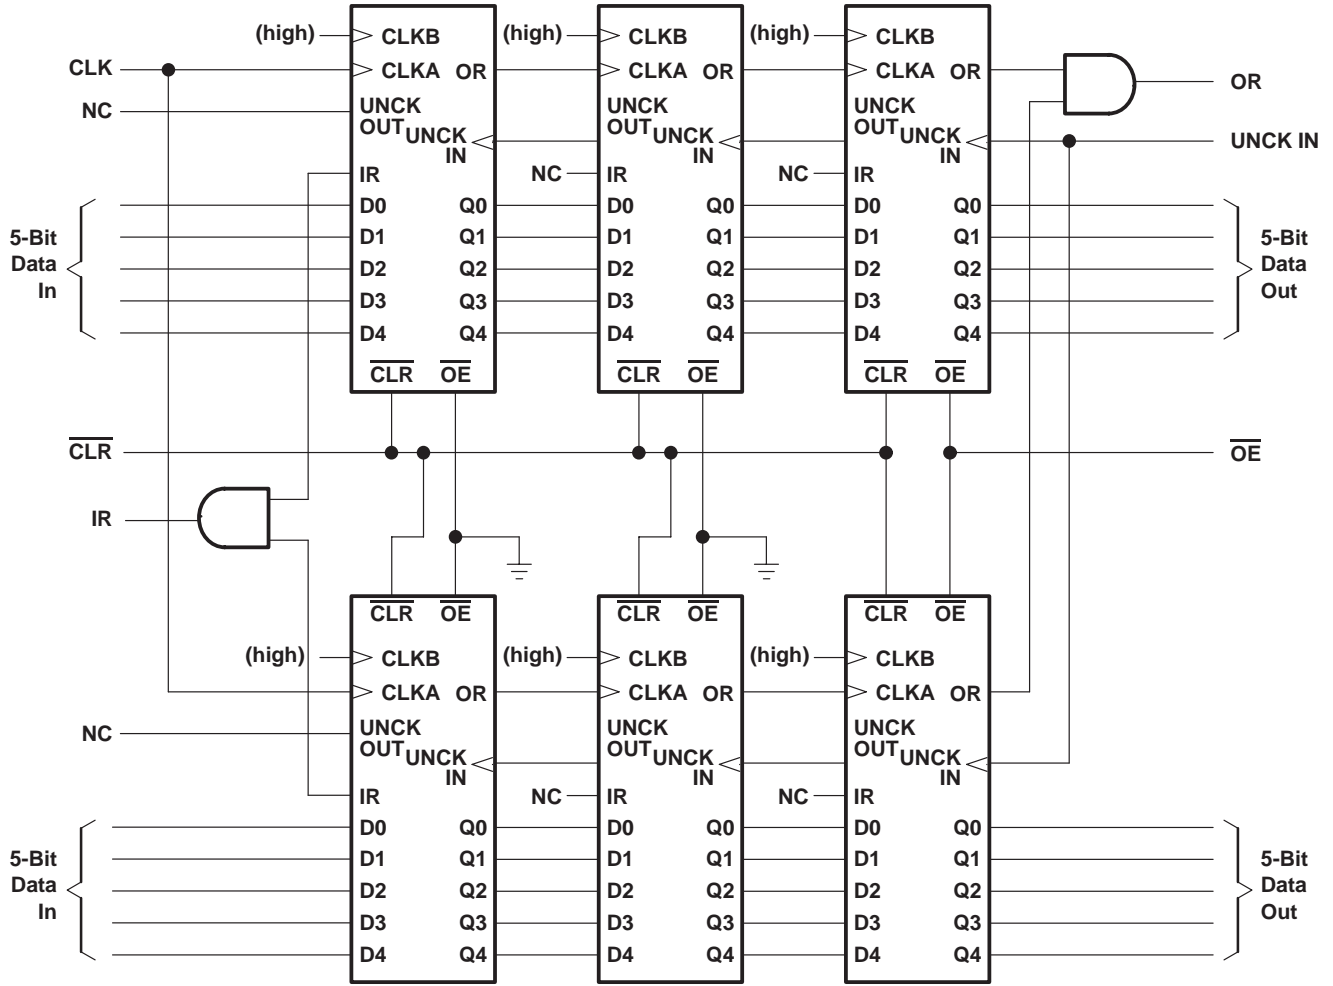 (high) CLKB (high) CLKB (high) CLKB
CLK CLKA OR CLKA OR CLKA OR OR
NC UNCK OUT UNCK OUT UNCK OUT
UNCK IN UNCK IN UNCK IN UNCK IN
IR NC IR NC IR
D0 Q0 D0 Q0 D0 Q0
D1 Q1 D1 Q1 D1 Q1
D2 Q2 D2 Q2 D2 Q2
D3 Q3 D3 Q3 D3 Q3
D4 Q4 D4 Q4 D4 Q4
5-Bit
Data
In
5-Bit
Data
Out
CLR OE CLR OE CLR OE
CLR OE
IR
CLR OE CLR OE CLR OE
(high) CLKB (high) CLKB (high) CLKB
CLKA OR CLKA OR CLKA OR
NC UNCK OUT UNCK OUT UNCK OUT
UNCK IN UNCK IN UNCK IN
IR NC IR NC IR
D0 Q0 D0 Q0 D0 Q0
D1 Q1 D1 Q1 D1 Q1
D2 Q2 D2 Q2 D2 Q2
D3 Q3 D3 Q3 D3 Q3
D4 Q4 D4 Q4 D4 Q4
5-Bit
Data
In
5-Bit
Data
Out